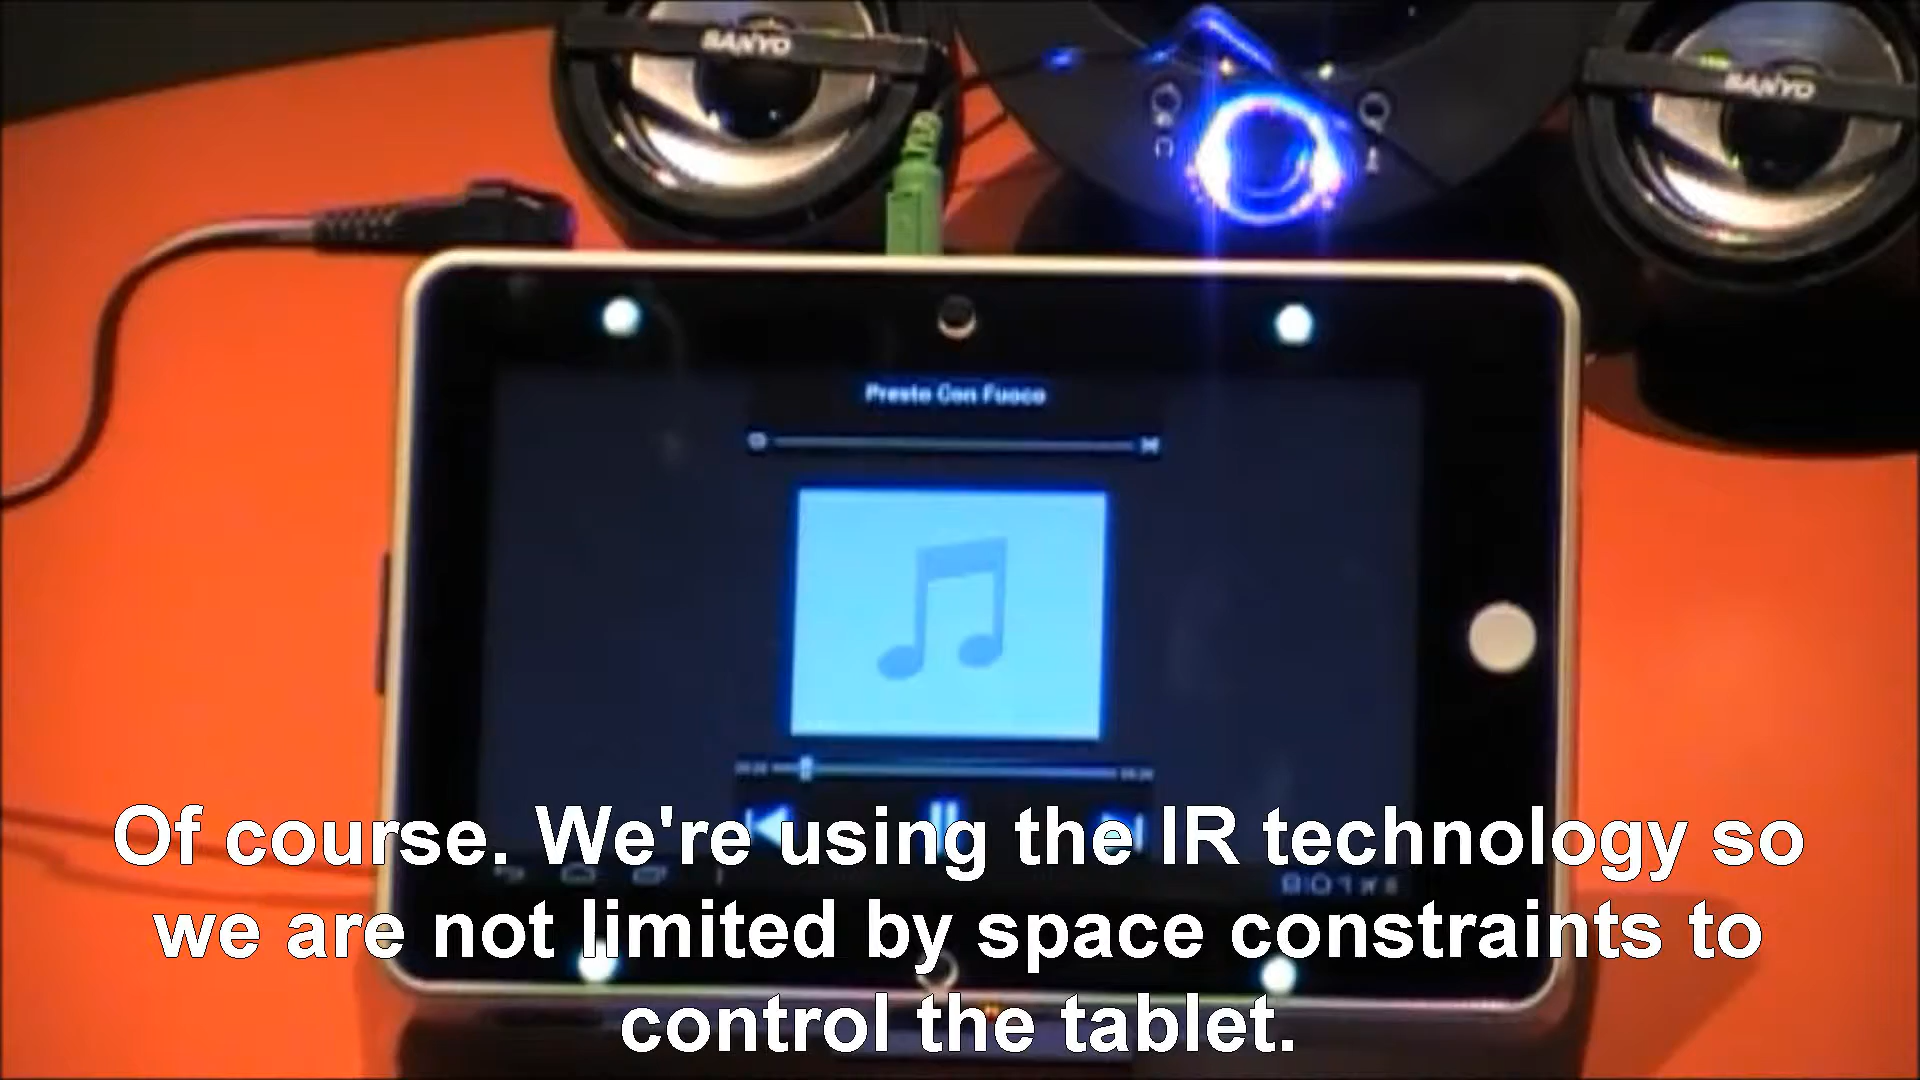 SANYO
SANYO
Presto Con Fuoco
Of course. We're using the IR technology so
we are not limited by space constraints to
control the tablet.